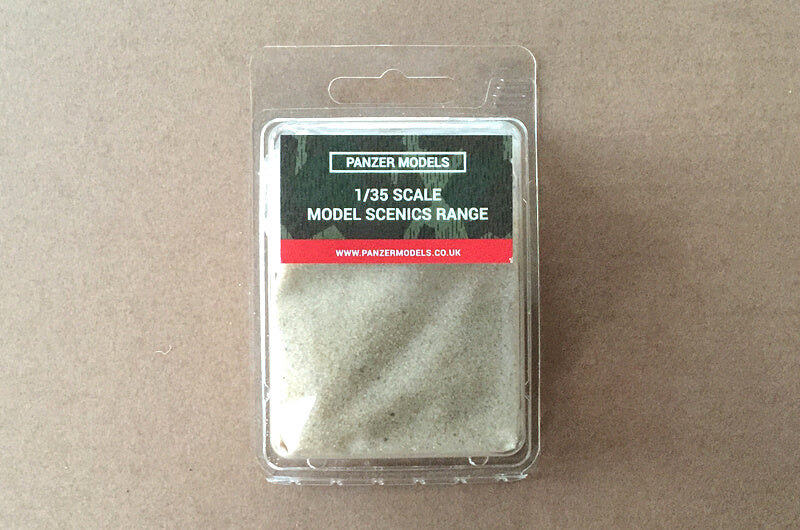 PANZER MODELS
1/35 SCALE
MODEL SCENICS RANGE
WWW.PANZERMODELS.CO.UK